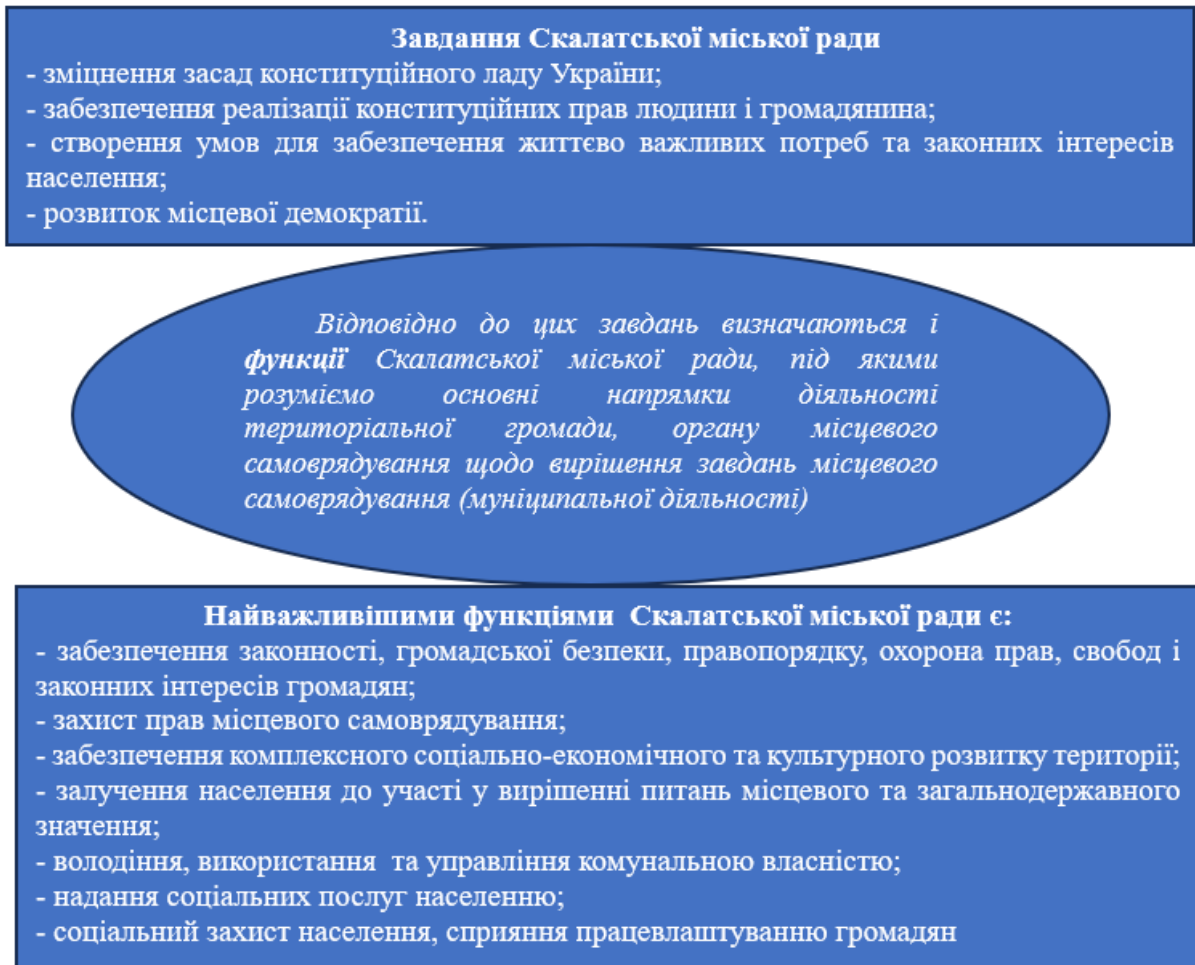 Завдання Скалатської міської ради
- зміцнення засад конституційного ладу України;
- забезпечення реалізації конституційних прав людини і громадянина;
- створення умов для забезпечення життєво важливих потреб та законних інтересів
населення;
- розвиток місцевої демократії.
Відповідно до цих завдань визначаються і
функції Скалатської міської ради, під якими
розуміємо основні напрямки діяльності
територіальної громади, органу місцевого
самоврядування щодо вирішення завдань місцевого
самоврядування (муніципальної діяльності)
Найважливішими функціями Скалатської міської ради є:
- забезпечення законності, громадської безпеки, правопорядку, охорона прав, свобод і
законних інтересів громадян;
- захист прав місцевого самоврядування;
- забезпечення комплексного соціально-економічного та культурного розвитку території;
- залучення населення до участі у вирішенні питань місцевого та загальнодержавного
значення;
- володіння, використання та управління комунальною власністю;
- надання соціальних послуг населенню;
- соціальний захист населення, сприяння працевлаштуванню громадян